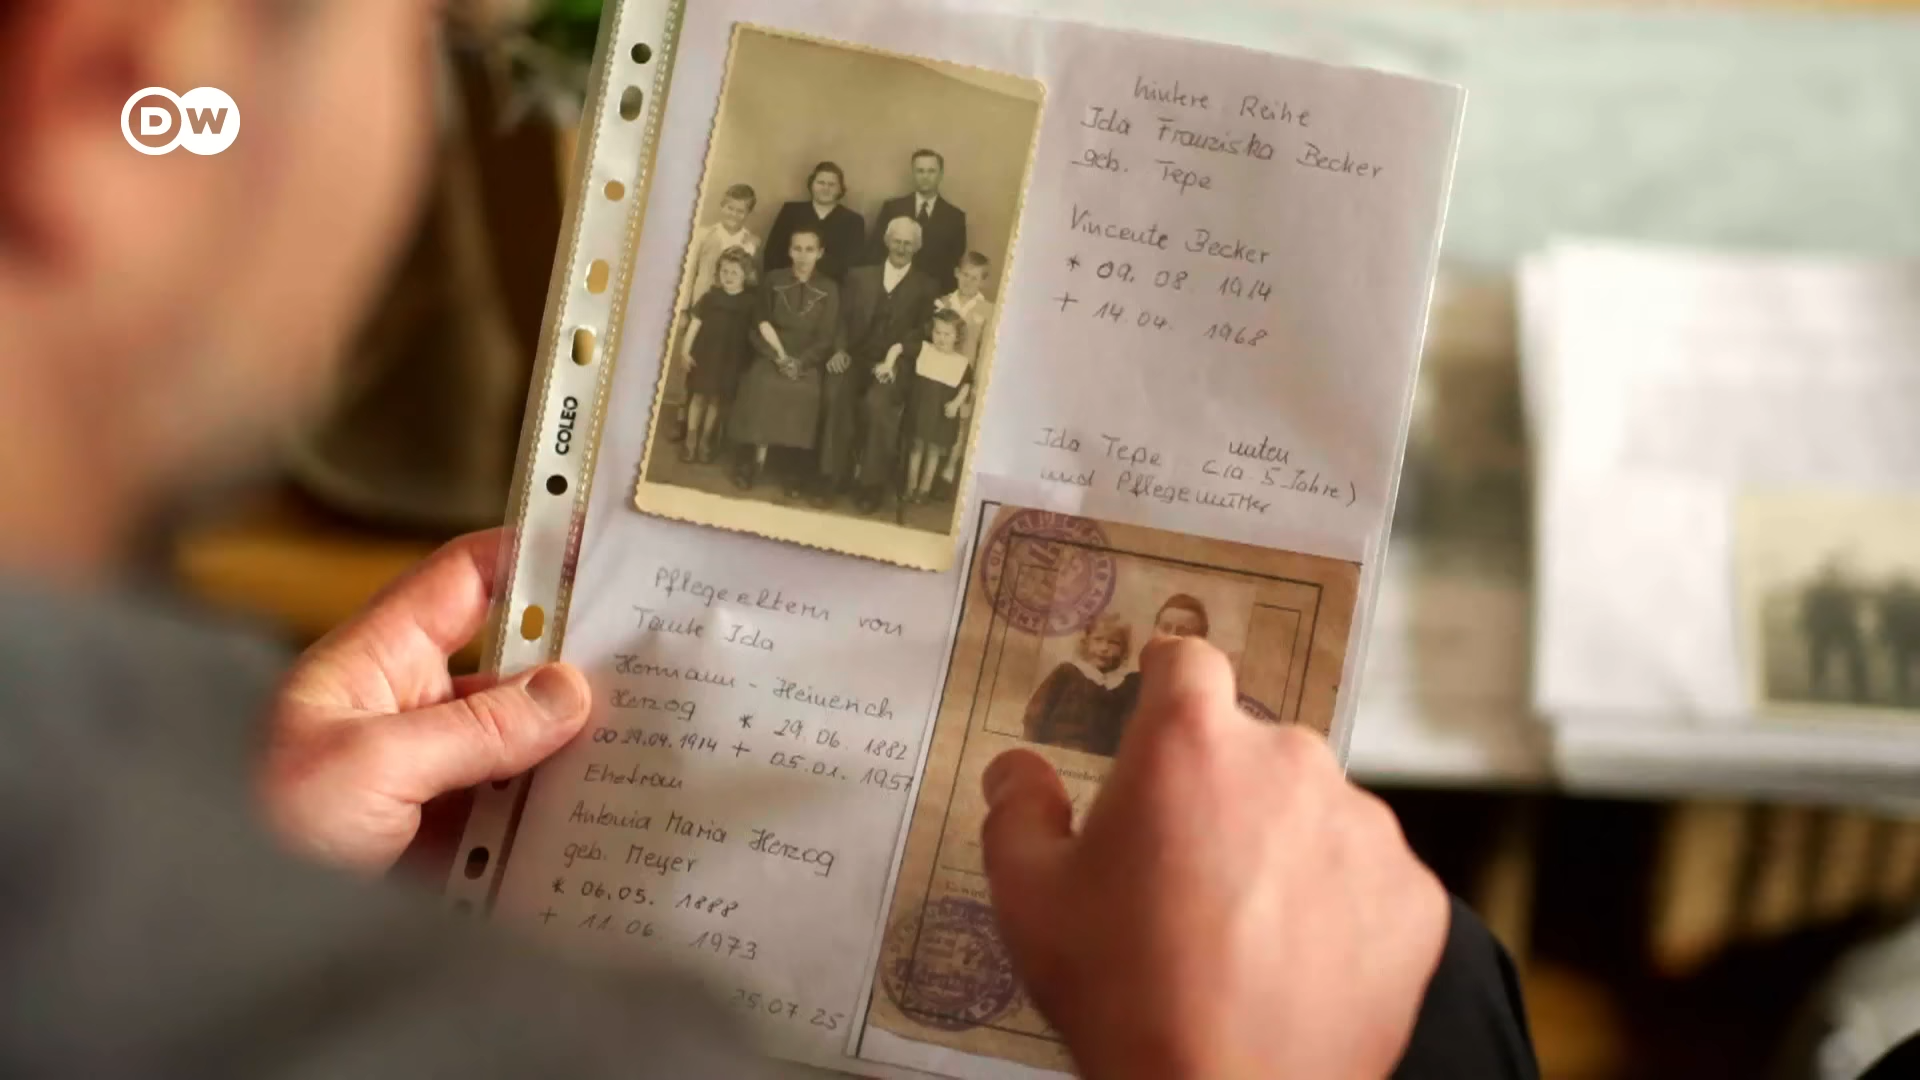 DW
COLEO
hintere Reihe
Ida Franziska Becker
geb. Tepe
Vincente Becker
* 09. 08. 1914
+ 14.04. 1968
unten
Ida Tepe (ca 5 Jahre)
und Pflegemutter
Pflegeeltern von
Tante Ida
Hermann - Heinerich
Herzog * 29.06. 1882
oo 29.04.1914 + 05.01. 1957
Ehefrau
Antonia Maria Herzog
geb. Meyer
* 06.05. 1888
+ 11.06. 1973
25.07 25